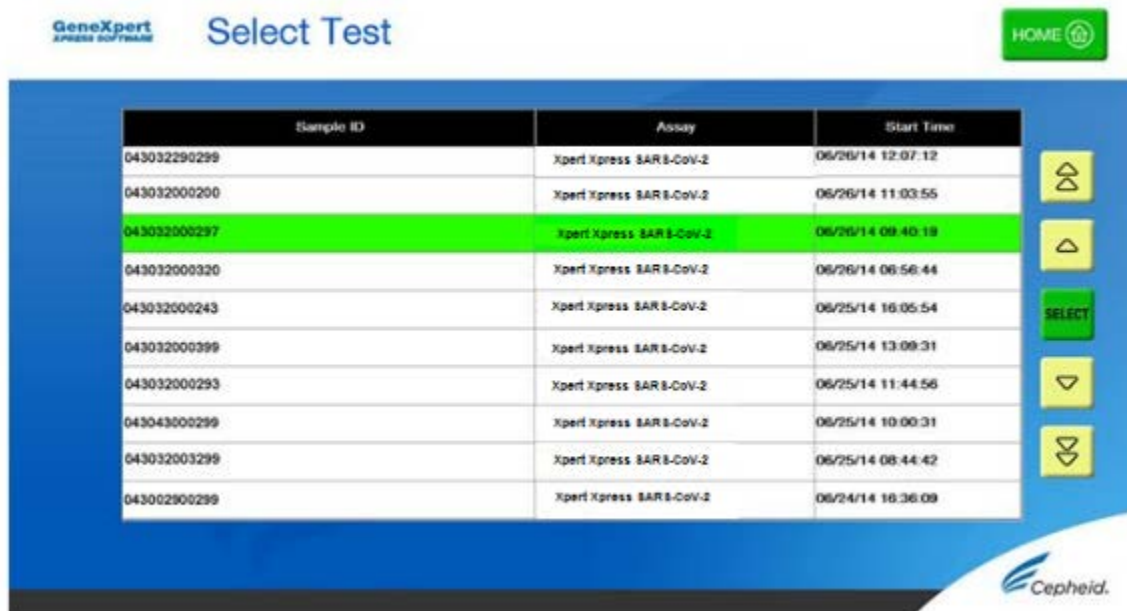 GeneXpert
XPRESS SOFTWARE
Select Test
HOME
Sample ID Assay Start Time
043032290299 Xpert Xpress SARS-CoV-2 06/26/14 12:07:12
043032000200 Xpert Xpress SARS-CoV-2 06/26/14 11:03:55
043032000297 Xpert Xpress SARS-CoV-2 06/26/14 09:40:19
043032000320 Xpert Xpress SARS-CoV-2 06/26/14 06:56:44
043032000243 Xpert Xpress SARS-CoV-2 06/25/14 16:05:54
SELECT
043032000399 Xpert Xpress SARS-CoV-2 06/25/14 13:09:31
043032000293 Xpert Xpress SARS-CoV-2 06/25/14 11:44:56
043043000299 Xpert Xpress SARS-CoV-2 06/25/14 10:00:31
043032003299 Xpert Xpress SARS-CoV-2 06/25/14 08:44:42
043002900299 Xpert Xpress SARS-CoV-2 06/24/14 16:36:09
Cepheid.